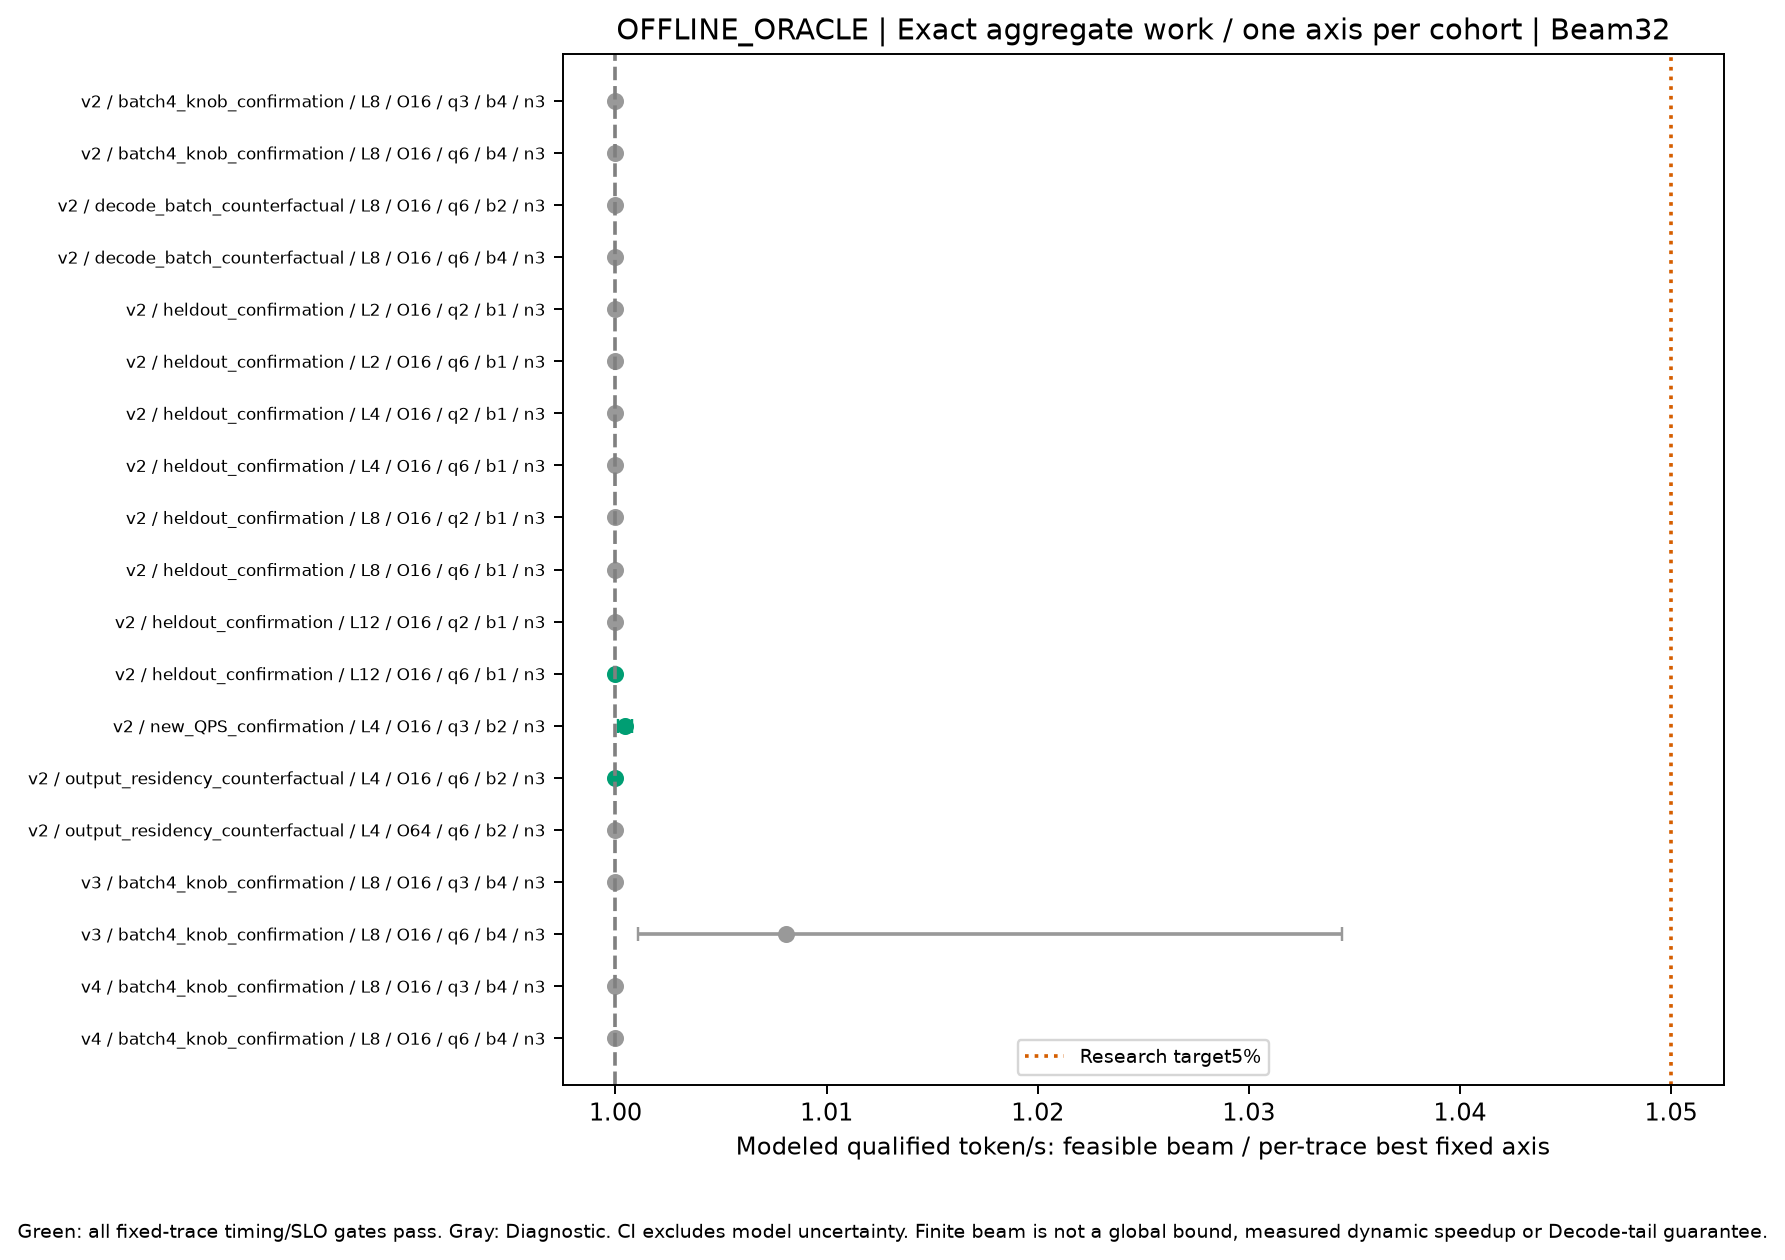 OFFLINE_ORACLE | Exact aggregate work / one axis per cohort | Beam32
v2 / batch4_knob_confirmation / L8 / O16 / q3 / b4 / n3
v2 / batch4_knob_confirmation / L8 / O16 / q6 / b4 / n3
v2 / decode_batch_counterfactual / L8 / O16 / q6 / b2 / n3
v2 / decode_batch_counterfactual / L8 / O16 / q6 / b4 / n3
v2 / heldout_confirmation / L2 / O16 / q2 / b1 / n3
v2 / heldout_confirmation / L2 / O16 / q6 / b1 / n3
v2 / heldout_confirmation / L4 / O16 / q2 / b1 / n3
v2 / heldout_confirmation / L4 / O16 / q6 / b1 / n3
v2 / heldout_confirmation / L8 / O16 / q2 / b1 / n3
v2 / heldout_confirmation / L8 / O16 / q6 / b1 / n3
v2 / heldout_confirmation / L12 / O16 / q2 / b1 / n3
v2 / heldout_confirmation / L12 / O16 / q6 / b1 / n3
v2 / new_QPS_confirmation / L4 / O16 / q3 / b2 / n3
v2 / output_residency_counterfactual / L4 / O16 / q6 / b2 / n3
v2 / output_residency_counterfactual / L4 / O64 / q6 / b2 / n3
v3 / batch4_knob_confirmation / L8 / O16 / q3 / b4 / n3
v3 / batch4_knob_confirmation / L8 / O16 / q6 / b4 / n3
v4 / batch4_knob_confirmation / L8 / O16 / q3 / b4 / n3
v4 / batch4_knob_confirmation / L8 / O16 / q6 / b4 / n3
Research target5%
1.00 1.01 1.02 1.03 1.04 1.05
Modeled qualified token/s: feasible beam / per-trace best fixed axis
Green: all fixed-trace timing/SLO gates pass. Gray: Diagnostic. CI excludes model uncertainty. Finite beam is not a global bound, measured dynamic speedup or Decode-tail guarantee.